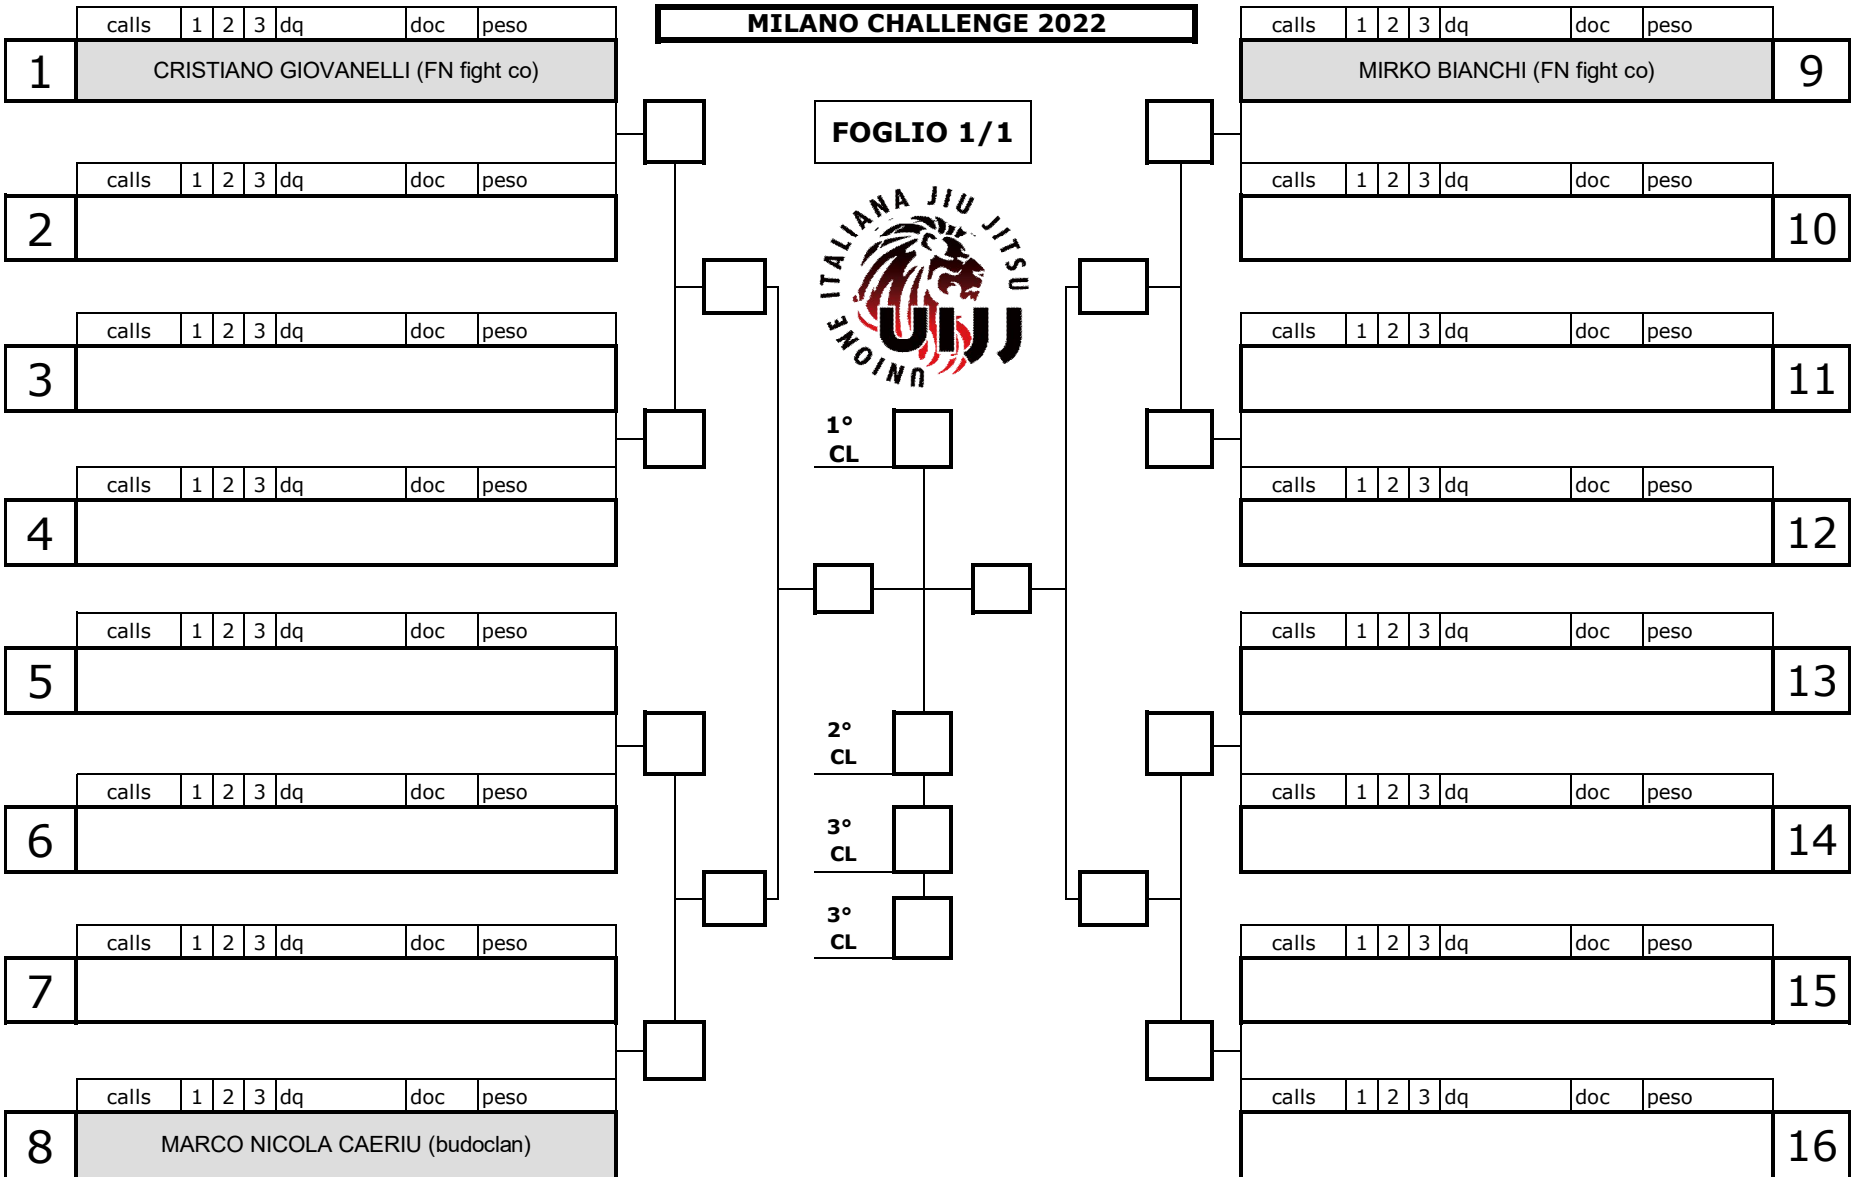 MILANO CHALLENGE 2022
FOGLIO 1/1
UNIONE ITALIANA JIU JITSU
UIJJ
calls 1 2 3 dq doc peso
1 CRISTIANO GIOVANELLI (FN fight co)
calls 1 2 3 dq doc peso
2
calls 1 2 3 dq doc peso
3
calls 1 2 3 dq doc peso
4
calls 1 2 3 dq doc peso
5
calls 1 2 3 dq doc peso
6
calls 1 2 3 dq doc peso
7
calls 1 2 3 dq doc peso
8 MARCO NICOLA CAERIU (budoclan)
1°
CL
2°
CL
3°
CL
3°
CL
calls 1 2 3 dq doc peso
MIRKO BIANCHI (FN fight co) 9
calls 1 2 3 dq doc peso
10
calls 1 2 3 dq doc peso
11
calls 1 2 3 dq doc peso
12
calls 1 2 3 dq doc peso
13
calls 1 2 3 dq doc peso
14
calls 1 2 3 dq doc peso
15
calls 1 2 3 dq doc peso
16